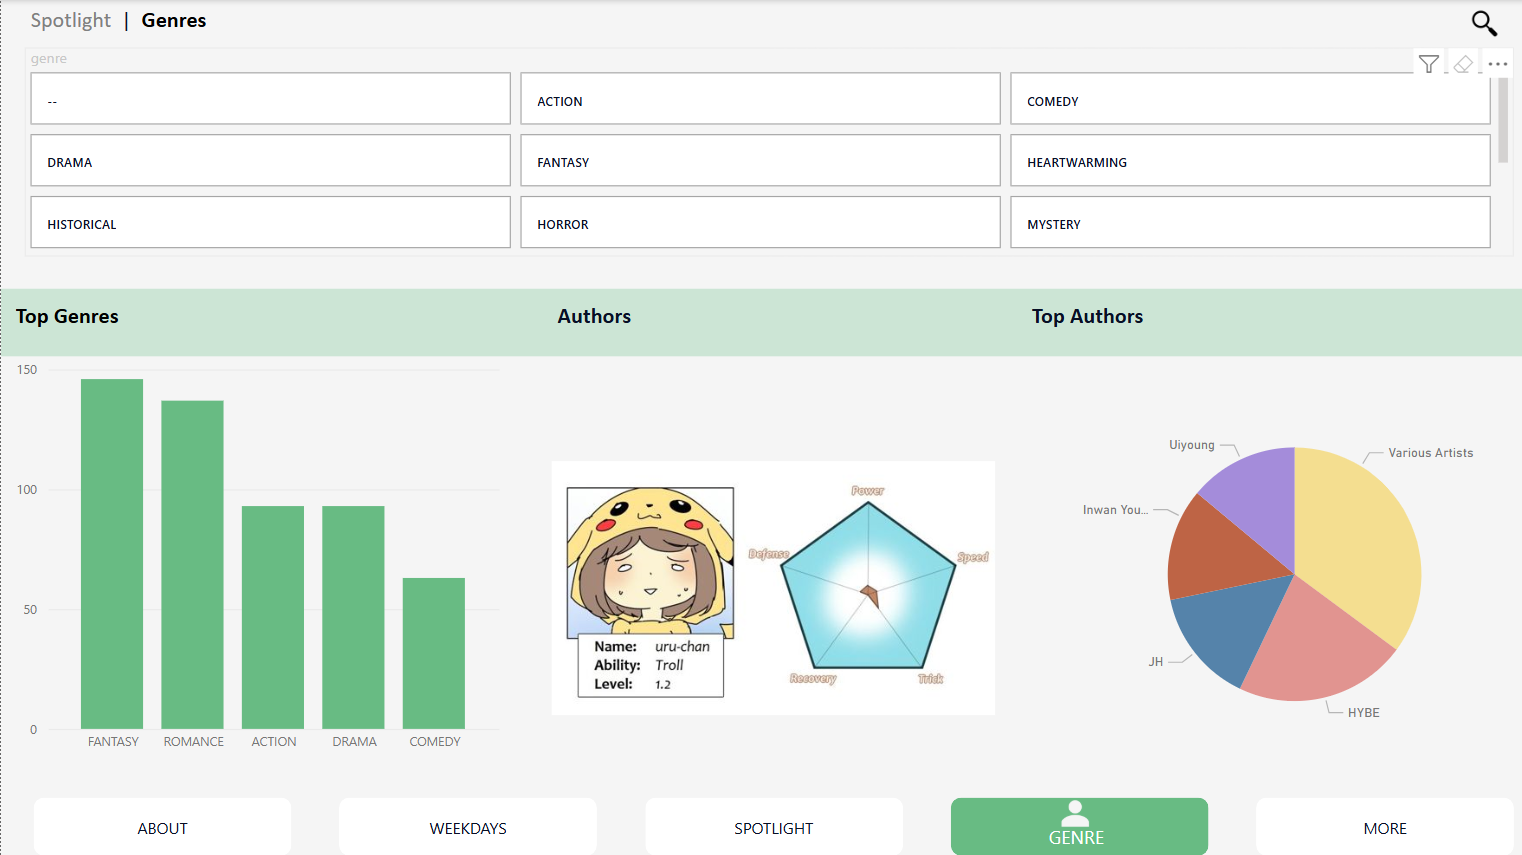 Spotlight | Genres
genre
--
ACTION
COMEDY
DRAMA
FANTASY
HEARTWARMING
HISTORICAL
HORROR
MYSTERY
Top Genres
Authors
Top Authors
150
100
50
0
FANTASY
ROMANCE
ACTION
DRAMA
COMEDY
Power
Defense
Speed
Recovery
Trick
Name: uru-chan
Ability: Troll
Level: 1.2
Uiyoung
Various Artists
Inwan You...
JH
HYBE
ABOUT
WEEKDAYS
SPOTLIGHT
GENRE
MORE